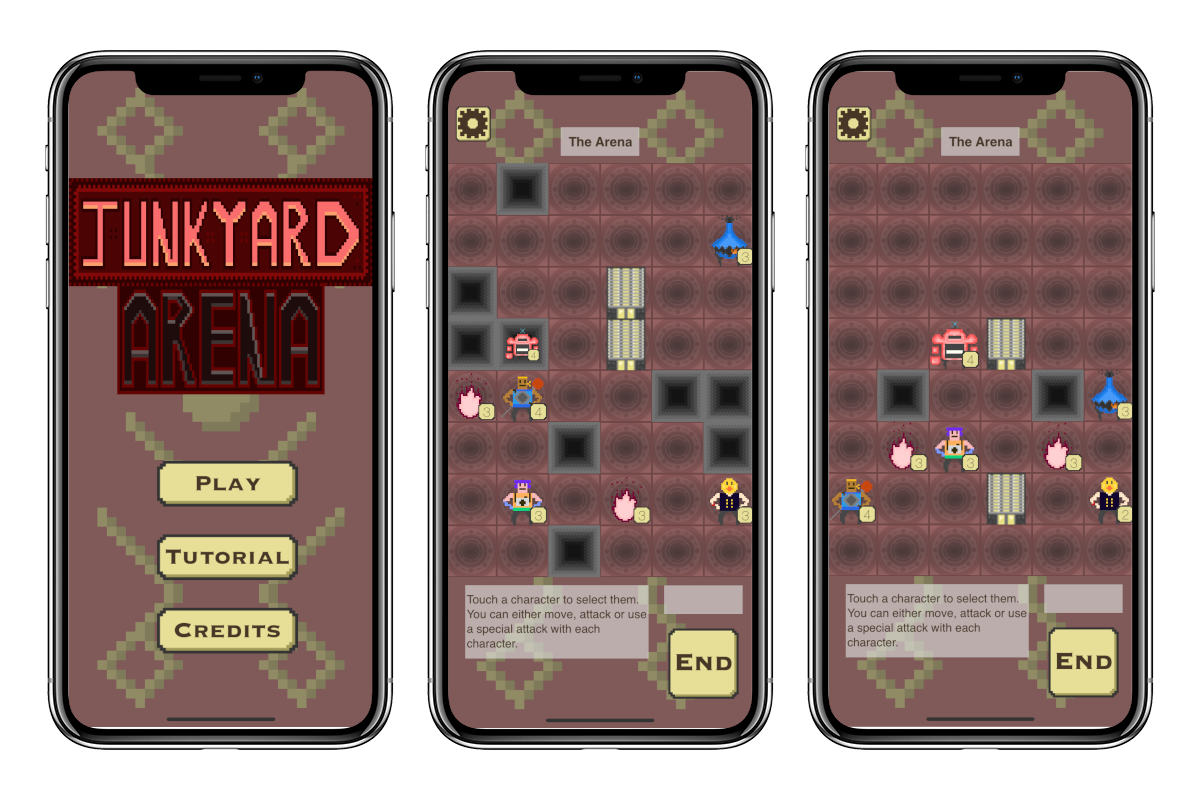 JUNKYARD
ARENA
PLAY
TUTORIAL
CREDITS
The Arena
3
4
3
4
3
3
3
Touch a character to select them.
You can either move, attack or use
a special attack with each
character.
END
The Arena
4
3
3
3
3
4
2
Touch a character to select them.
You can either move, attack or use
a special attack with each
character.
END